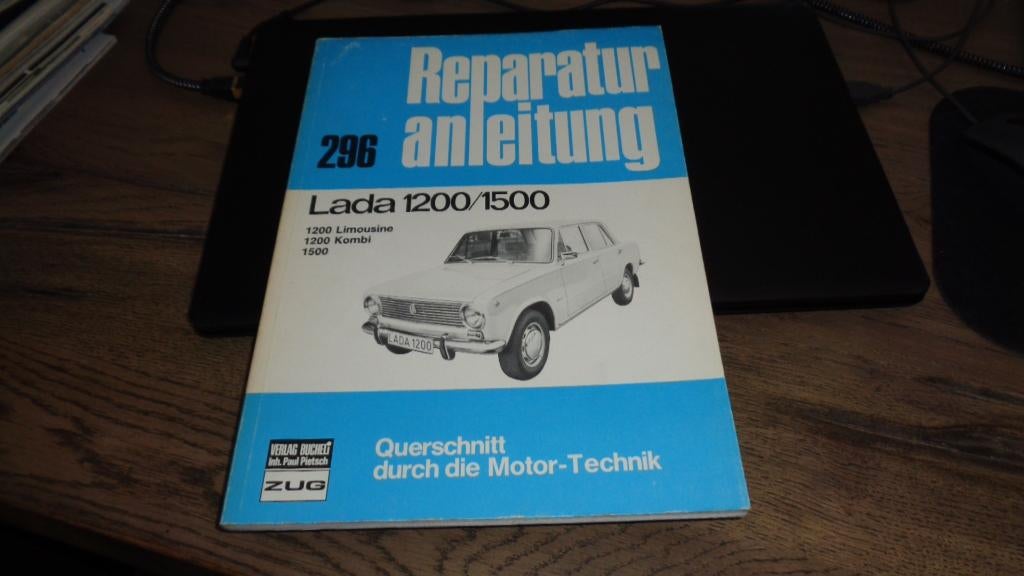 Reparatur
anleitung
296
Lada 1200/1500
1200 Limousine
1200 Kombi
1500
LADA 1200
VERLAG BUCHELI
Inh. Paul Pietsch
ZUG
Querschnitt
durch die Motor-Technik